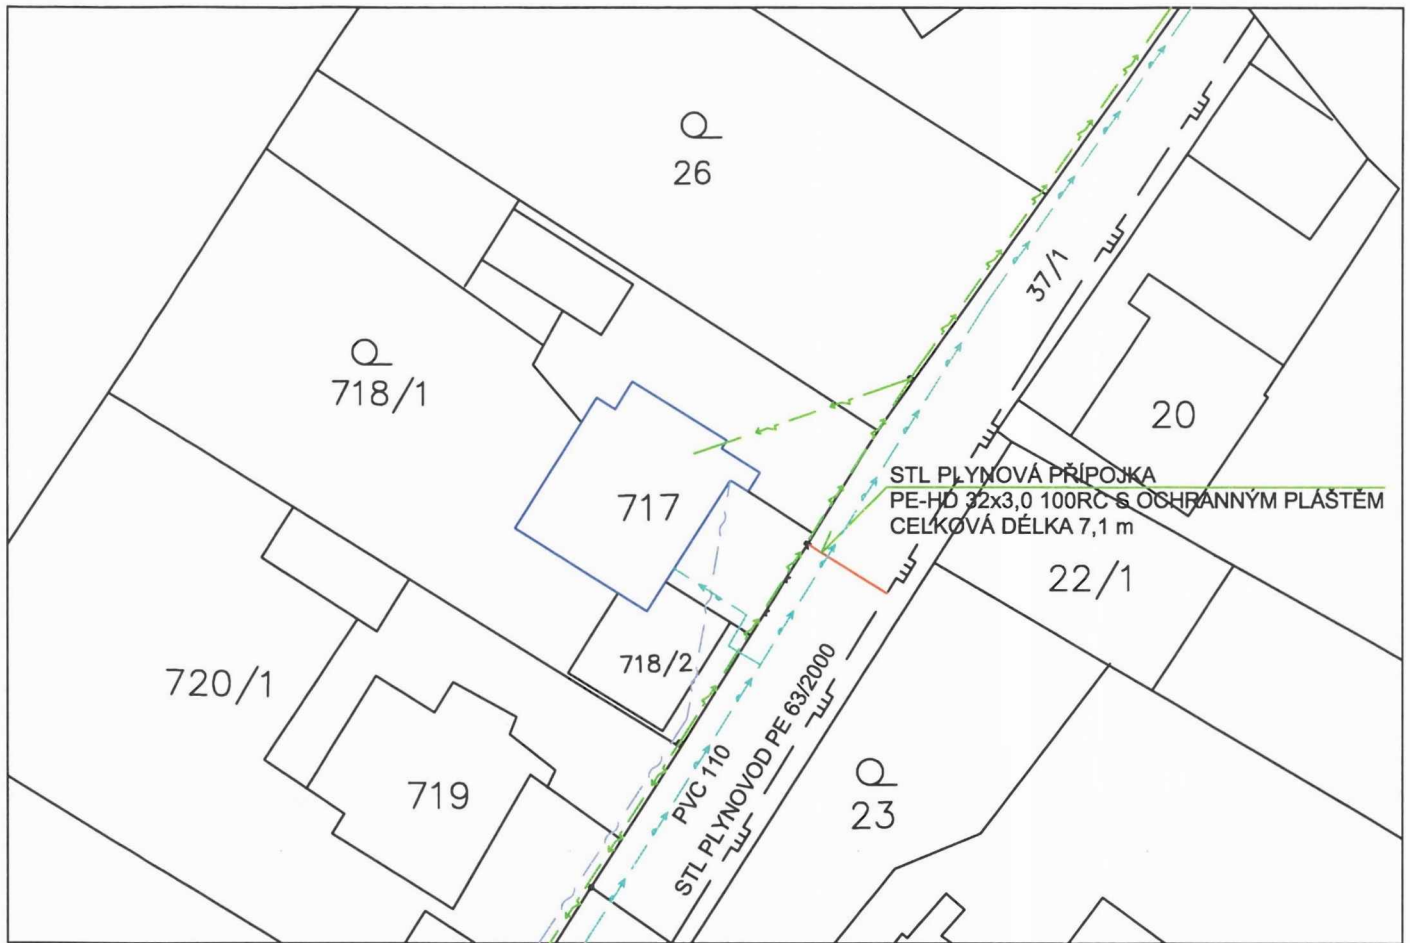 26
37/1
718/1
20
STL PLYNOVÁ PŘÍPOJKA
PE-HD 32x3,0 100RC S OCHRANNÝM PLÁŠTĚM
CELKOVÁ DÉLKA 7,1 m
717
22/1
718/2
720/1
PVC 110
STL PLYNOVOD PE 63/2000
719
23